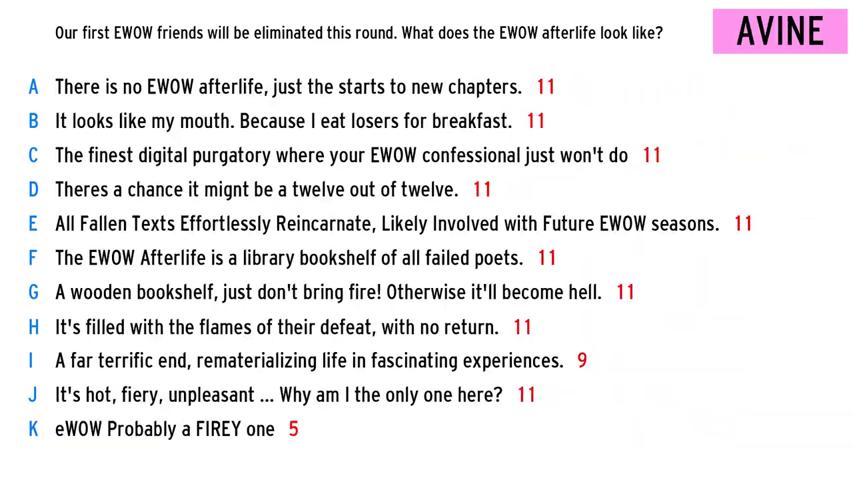 Our first EWOW friends will be eliminated this round. What does the EWOW afterlife look like?
AVINE
A There is no EWOW afterlife, just the starts to new chapters. 11
B It looks like my mouth. Because I eat losers for breakfast. 11
C The finest digital purgatory where your EWOW confessional just won't do 11
D Theres a chance it mignt be a twelve out of twelve. 11
E All Fallen Texts Effortlessly Reincarnate, Likely Involved with Future EWOW seasons. 11
F The EWOW Afterlife is a library bookshelf of all failed poets. 11
G A wooden bookshelf, just don't bring fire! Otherwise it'll become hell. 11
H It's filled with the flames of their defeat, with no return. 11
I A far terrific end, rematerializing life in fascinating experiences. 9
J It's hot, fiery, unpleasant ... Why am I the only one here? 11
K eWOW Probably a FIREY one 5